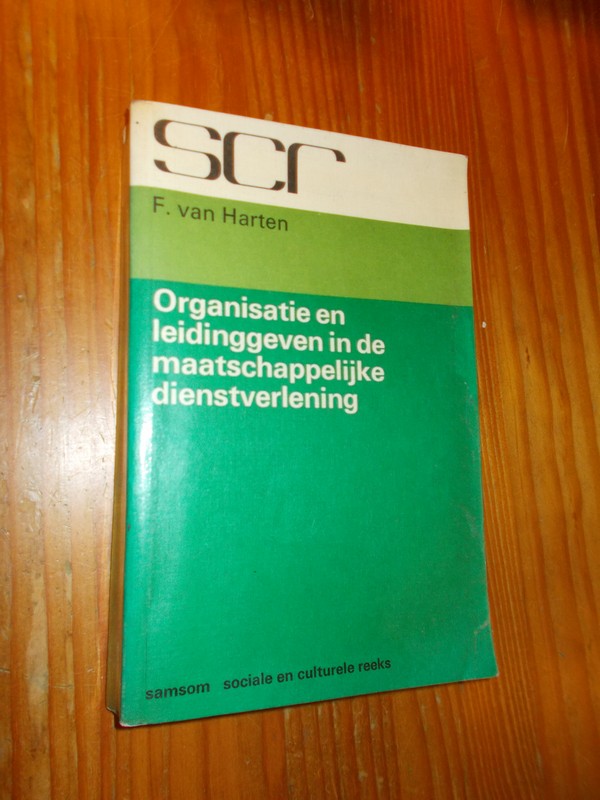 scr
F. van Harten
Organisatie en
leidinggeven in de
maatschappelijke
dienstverlening
samsom sociale en culturele reeks